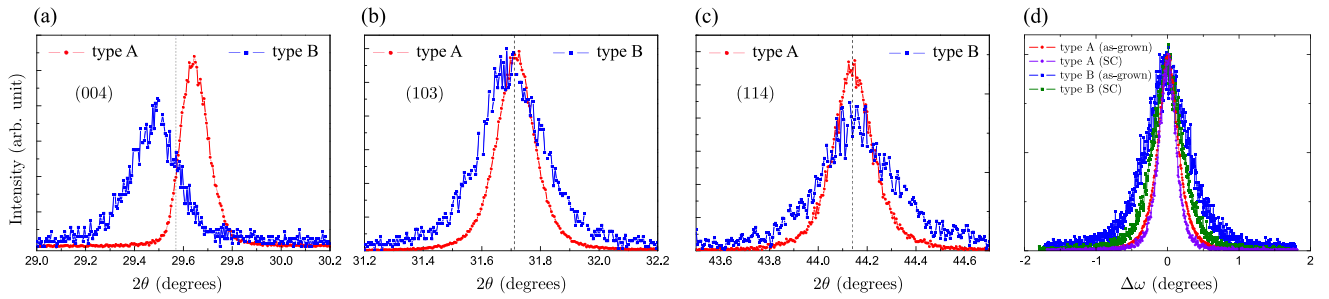 (a)
Intensity (arb. unit)
type A
type B
(004)
29.0 29.2 29.4 29.6 29.8 30.0 30.2
2θ (degrees)
(b)
type A
type B
(103)
31.2 31.4 31.6 31.8 32.0 32.2
2θ (degrees)
(c)
type A
type B
(114)
43.6 43.8 44.0 44.2 44.4 44.6
2θ (degrees)
(d)
type A (as-grown)
type A (SC)
type B (as-grown)
type B (SC)
-2 -1 0 1 2
Δω (degrees)